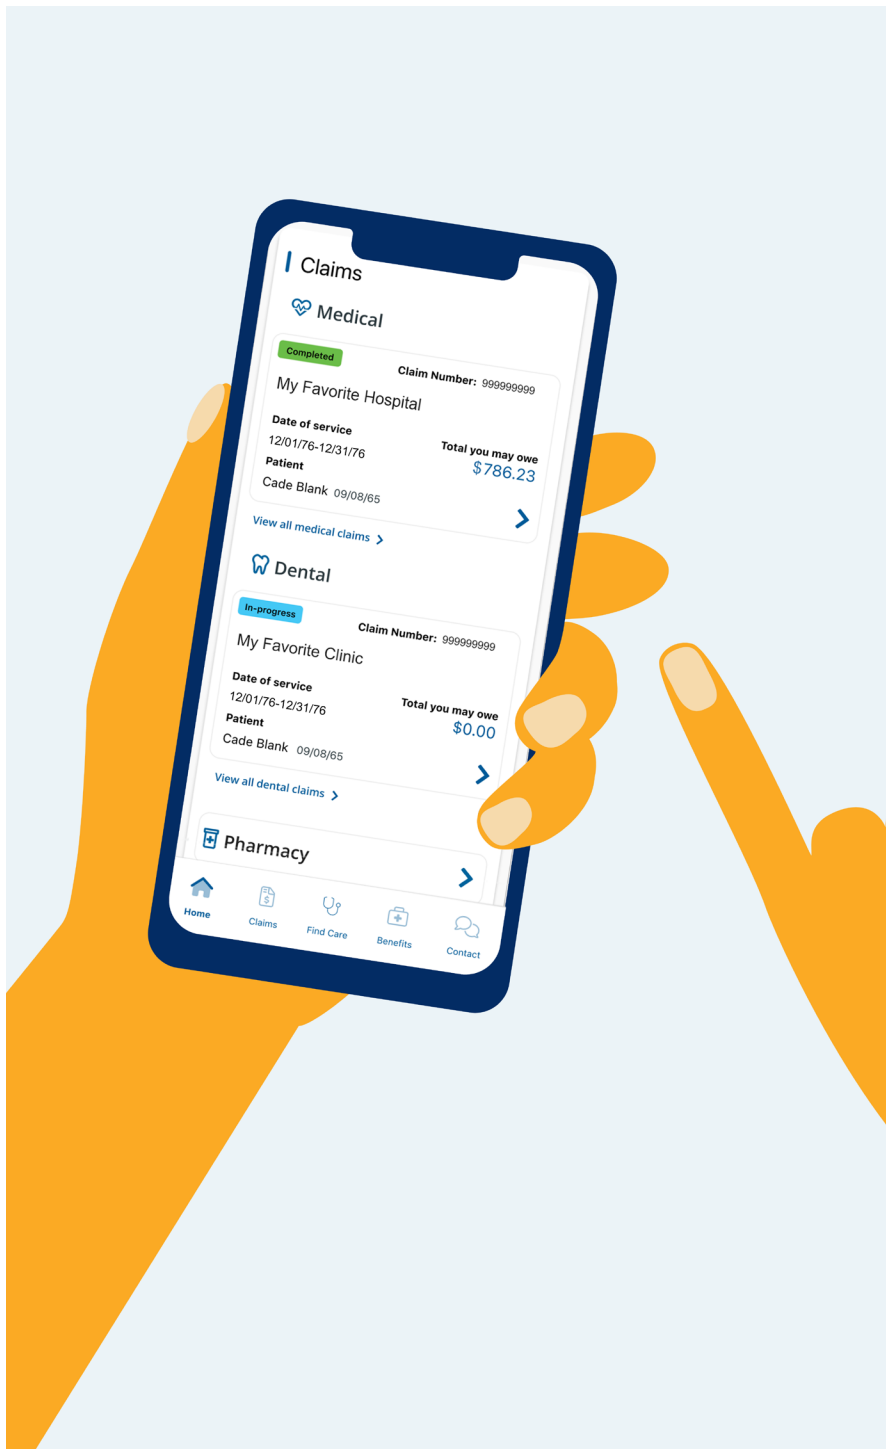 Claims
Medical
Completed
Claim Number: 999999999
My Favorite Hospital
Date of service
12/01/76-12/31/76
Total you may owe
$786.23
Patient
Cade Blank 09/08/65
View all medical claims
Dental
In-progress
Claim Number: 999999999
My Favorite Clinic
Date of service
12/01/76-12/31/76
Total you may owe
$0.00
Patient
Cade Blank 09/08/65
View all dental claims
Pharmacy
Home
Claims
Find Care
Benefits
Contact